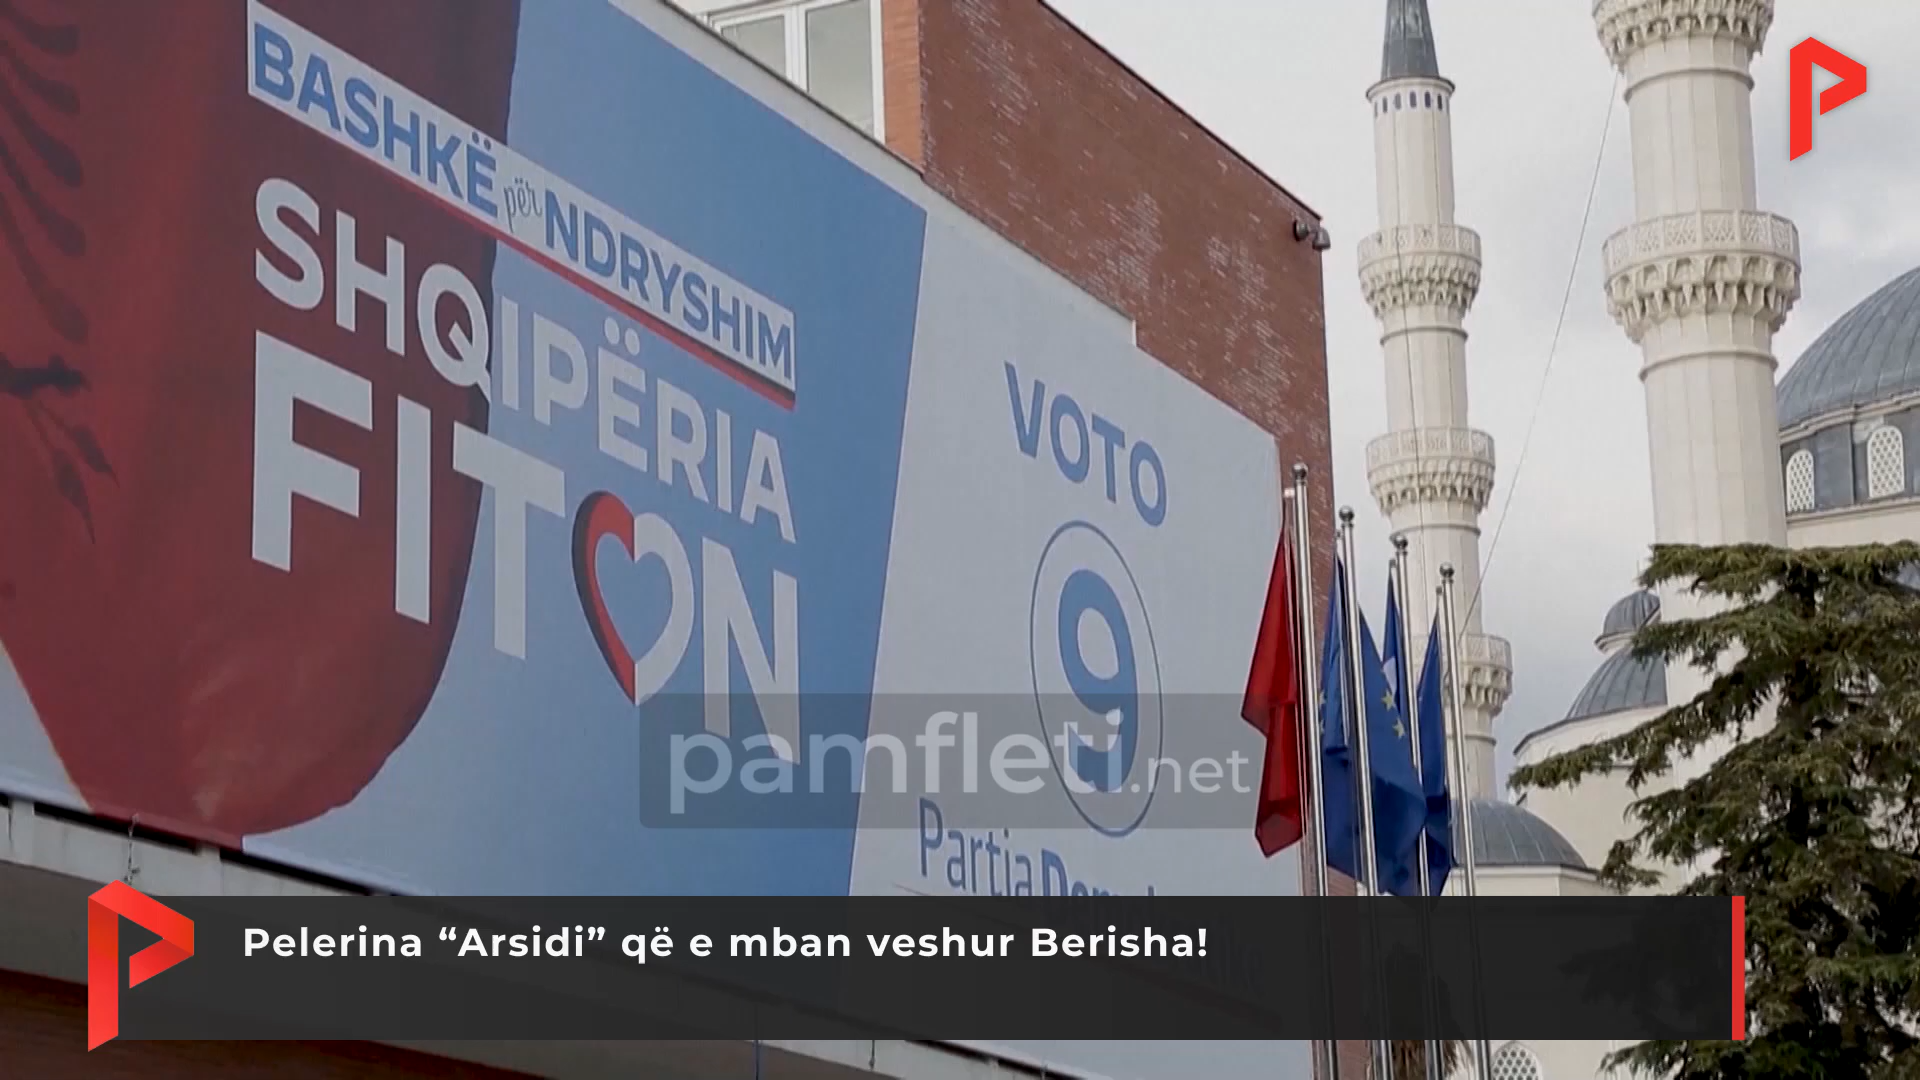 BASHKË për NDRYSHIM
SHQIPËRIA
FITON
VOTO
9
Partia
pamfleti.net
Pelerina “Arsidi” që e mban veshur Berisha!